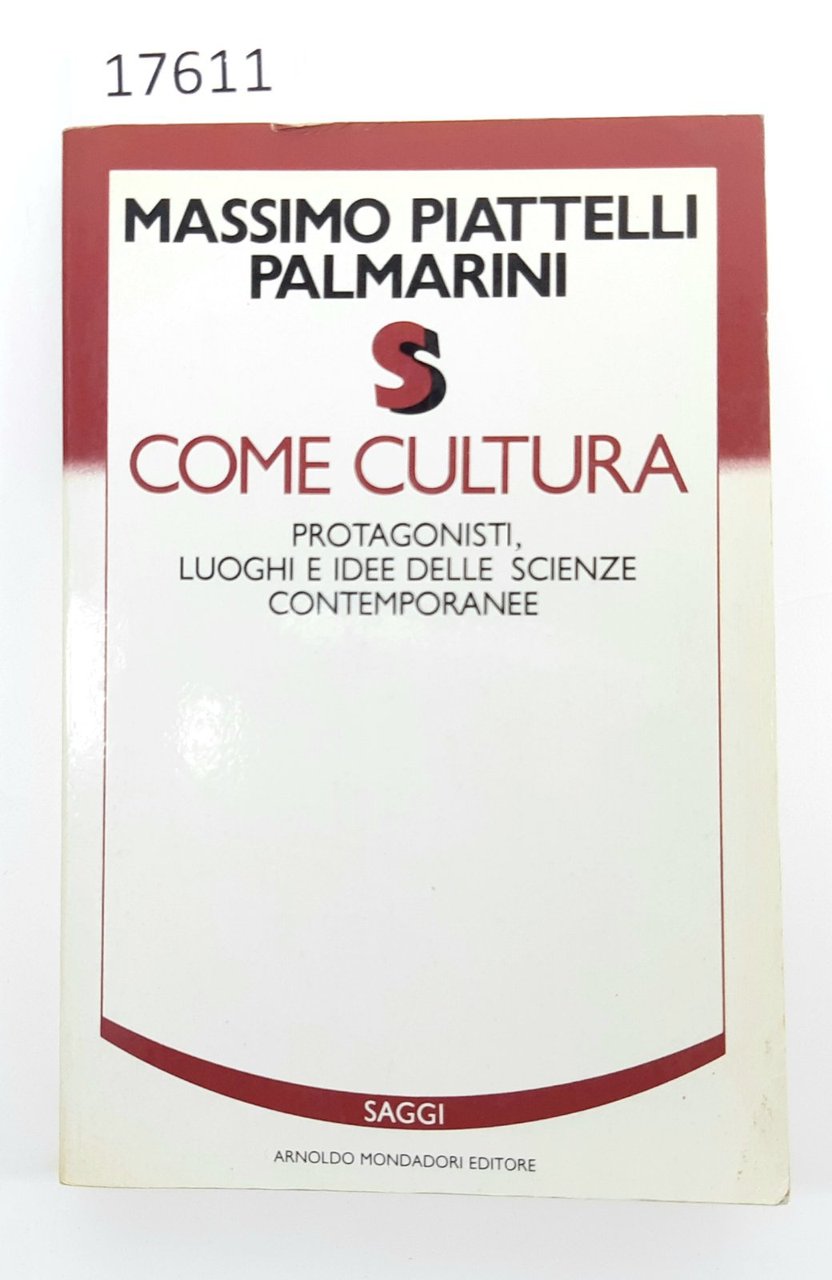 17611
MASSIMO PIATTELLI
PALMARINI
S
COME CULTURA
PROTAGONISTI,
LUOGHI E IDEE DELLE SCIENZE
CONTEMPORANEE
SAGGI
ARNOLDO MONDADORI EDITORE